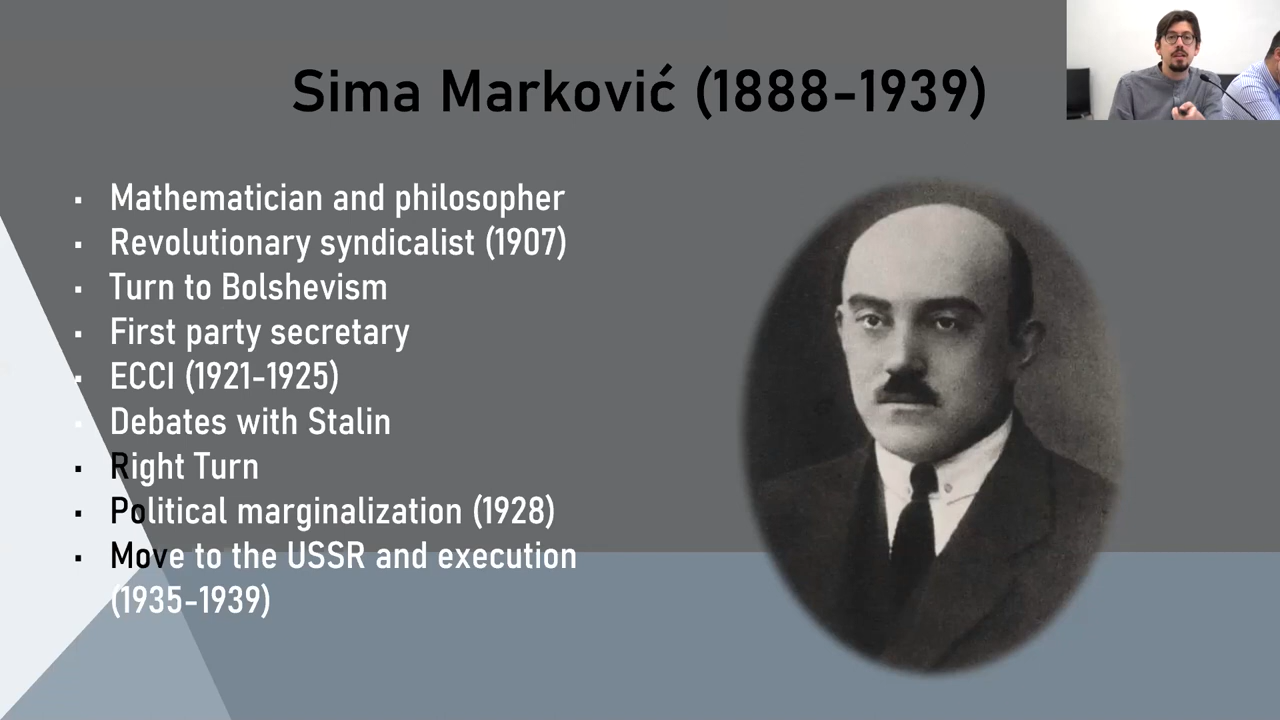 Sima Marković (1888-1939)
▪ Mathematician and philosopher
▪ Revolutionary syndicalist (1907)
▪ Turn to Bolshevism
▪ First party secretary
▪ ECCI (1921-1925)
▪ Debates with Stalin
▪ Right Turn
▪ Political marginalization (1928)
▪ Move to the USSR and execution
(1935-1939)